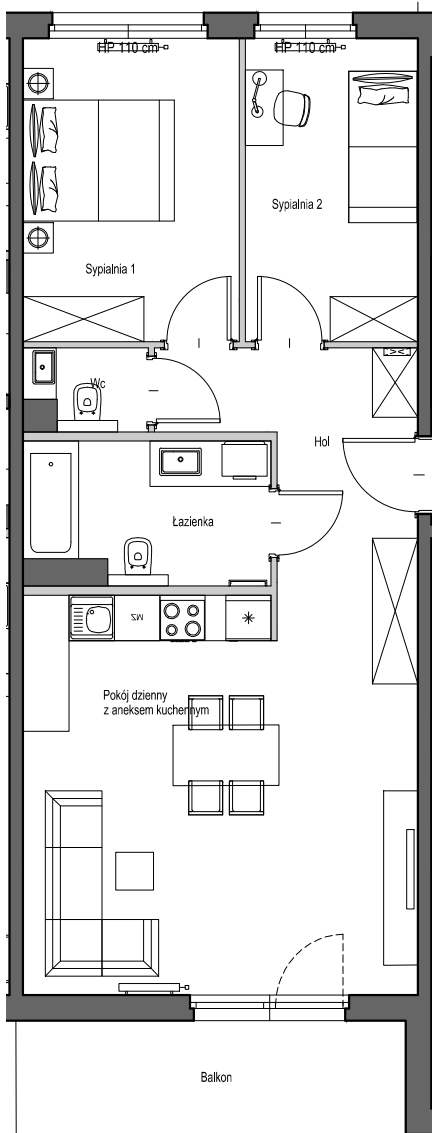 HP 110 cm
HP 110 cm
Sypialnia 2
Sypialnia 1
Wc
Hol
Łazienka
ZM
Pokój dzienny
z aneksem kuchennym
Balkon